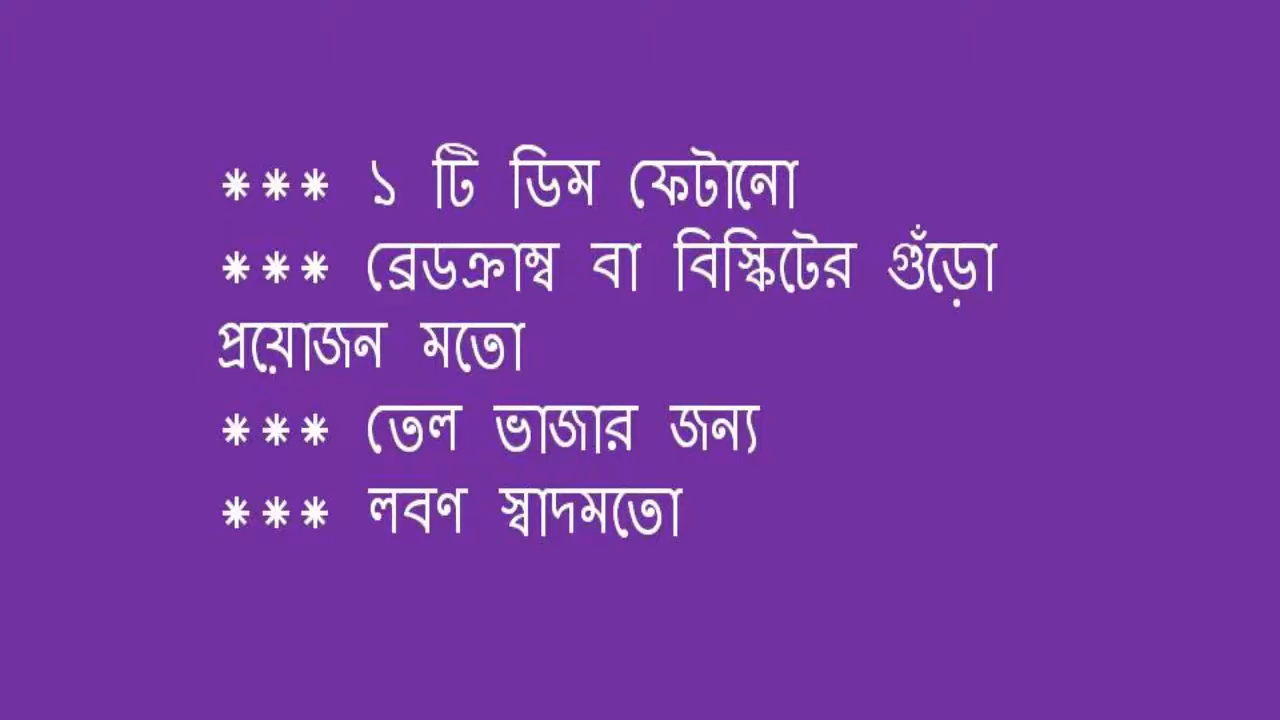 *** ১ টি ডিম ফেটানো
*** ব্রেডক্রাম্ব বা বিস্কিটের গুঁড়ো
প্রয়োজন মতো
*** তেল ভাজার জন্য
*** লবণ স্বাদমতো